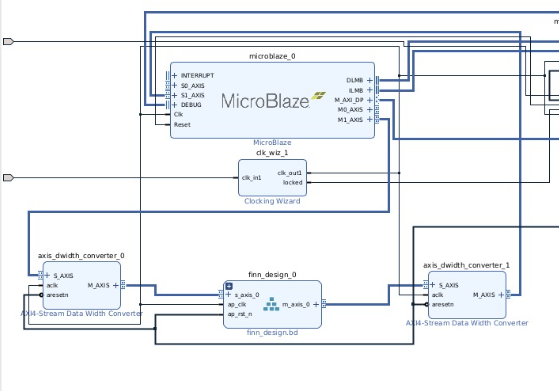 m
microblaze_0
INTERRUPT
S0_AXIS
S1_AXIS
DEBUG
Clk
Reset
MicroBlaze
DLMB
ILMB
M_AXI_DP
M0_AXIS
M1_AXIS
MicroBlaze
clk_wiz_1
clk_in1
clk_out1
locked
Clocking Wizard
axis_dwidth_converter_0
S_AXIS
aclk
aresetn
M_AXIS
AXI4-Stream Data Width Converter
finn_design_0
s_axis_0
ap_clk
ap_rst_n
m_axis_0
finn_design.bd
axis_dwidth_converter_1
S_AXIS
aclk
aresetn
M_AXIS
AXI4-Stream Data Width Converter